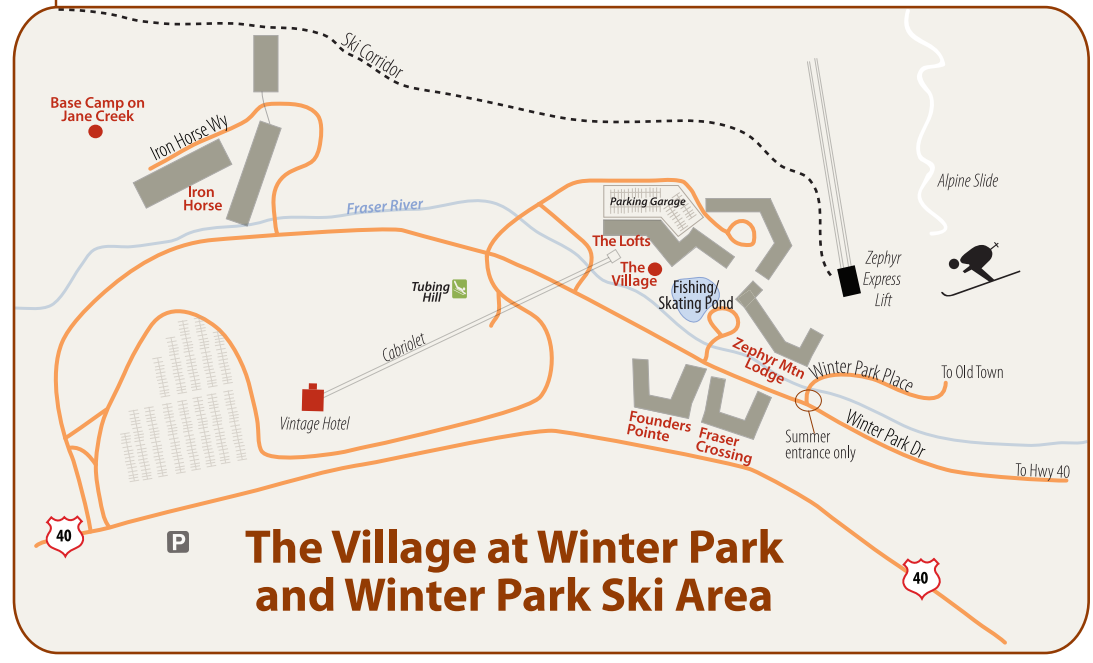 Ski Corridor
Base Camp on
Jane Creek
Iron Horse Wy
Iron
Horse
Fraser River
Alpine Slide
Parking Garage
The Lofts
The
Village
Zephyr
Express
Lift
Tubing
Hill
Fishing/
Skating Pond
Cabriolet
Zephyr Mtn
Lodge
Winter Park Place
To Old Town
Vintage Hotel
Founders
Pointe
Fraser
Crossing
Summer
entrance only
Winter Park Dr
To Hwy 40
40
P
The Village at Winter Park
and Winter Park Ski Area
40